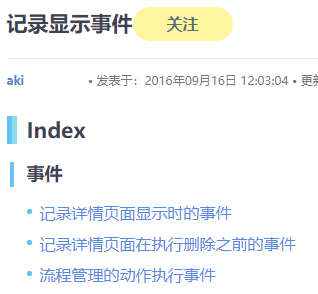 记录显示事件 关注
aki • 发表于：2016年09月16日 12:03:04 • 更新
Index
事件
记录详情页面显示时的事件
记录详情页面在执行删除之前的事件
流程管理的动作执行事件